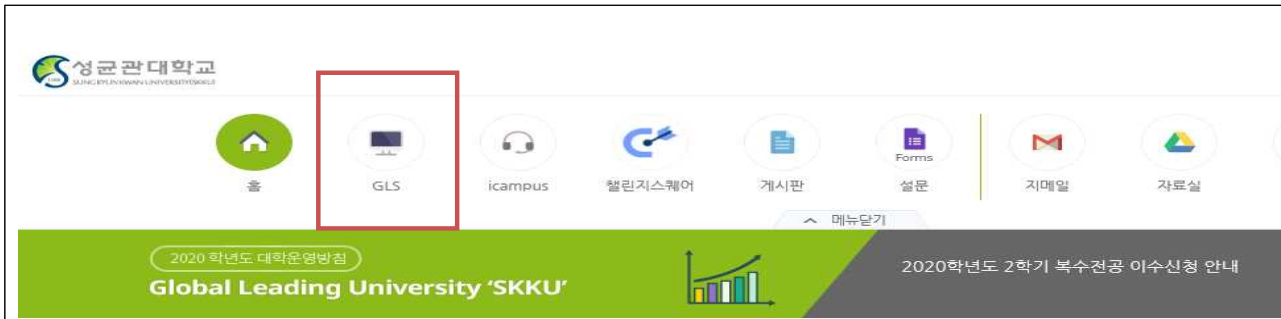 성균관대학교
SUNG KYUN KWAN UNIVERSITY(SKKU)
Forms
홈 GLS icampus 챌린지스퀘어 게시판 설문 지메일 자료실
메뉴닫기
2020 학년도 대학운영방침
Global Leading University ‘SKKU’
2020학년도 2학기 복수전공 이수신청 안내